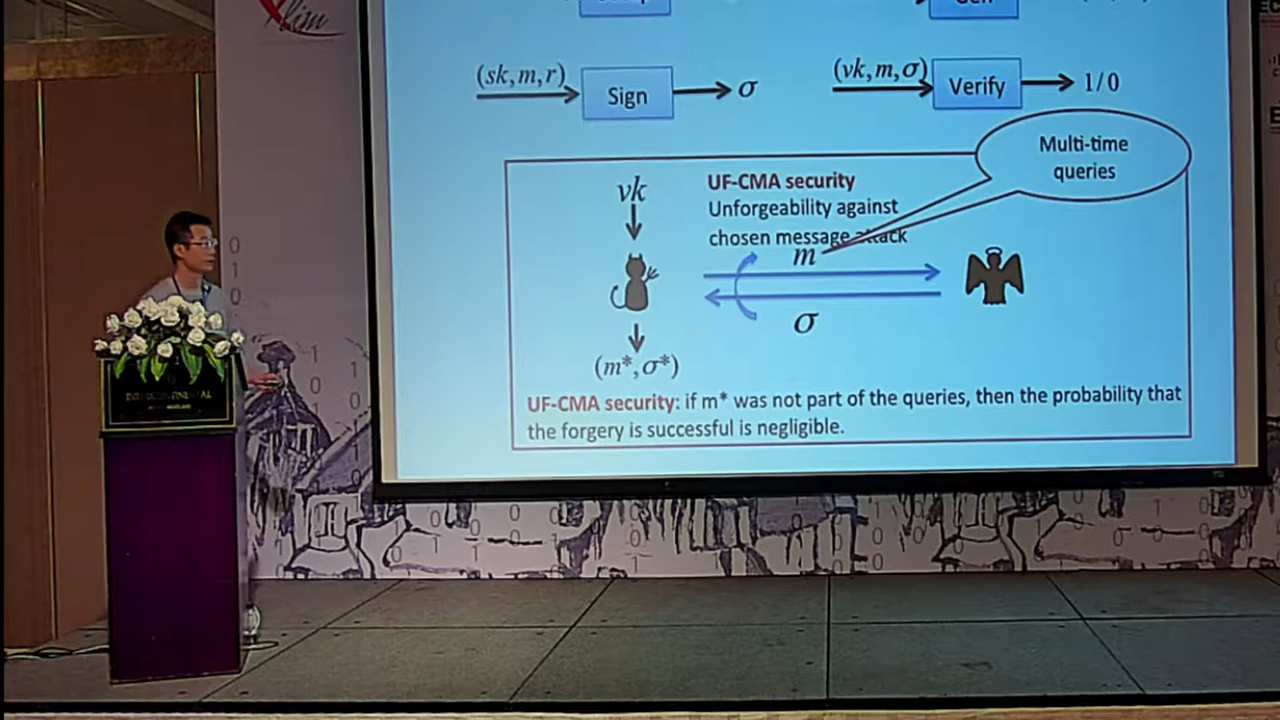 (sk,m,r)
Sign
σ
(vk,m,σ)
Verify
1/0
Multi-time
queries
vk
UF-CMA security
Unforgeability against
chosen message attack
m
σ
(m*,σ*)
UF-CMA security: if m* was not part of the queries, then the probability that
the forgery is successful is negligible.
INTERCONTINENTAL